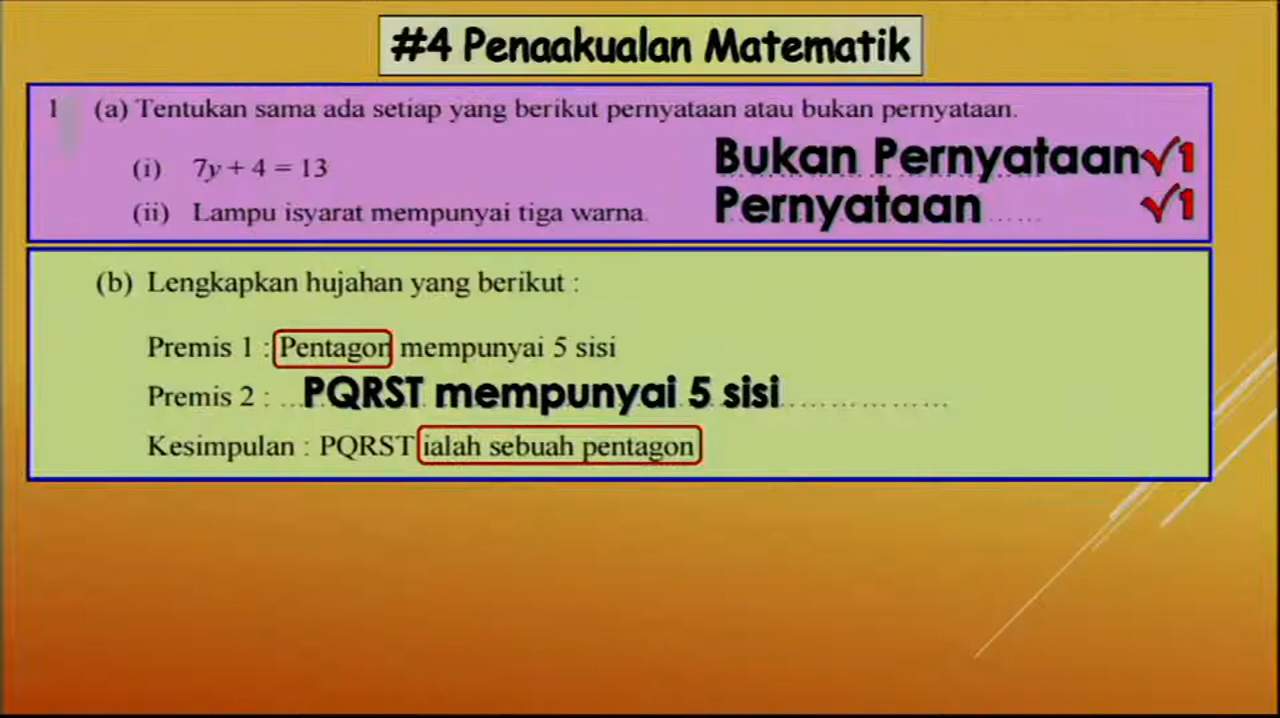 #4 Penaakualan Matematik
1 (a) Tentukan sama ada setiap yang berikut pernyataan atau bukan pernyataan.
(i) 7y + 4 = 13 Bukan Pernyataan √1
(ii) Lampu isyarat mempunyai tiga warna. Pernyataan ...... √1
(b) Lengkapkan hujahan yang berikut :
Premis 1 : Pentagon mempunyai 5 sisi
Premis 2 : ... PQRST mempunyai 5 sisi ................
Kesimpulan : PQRST ialah sebuah pentagon